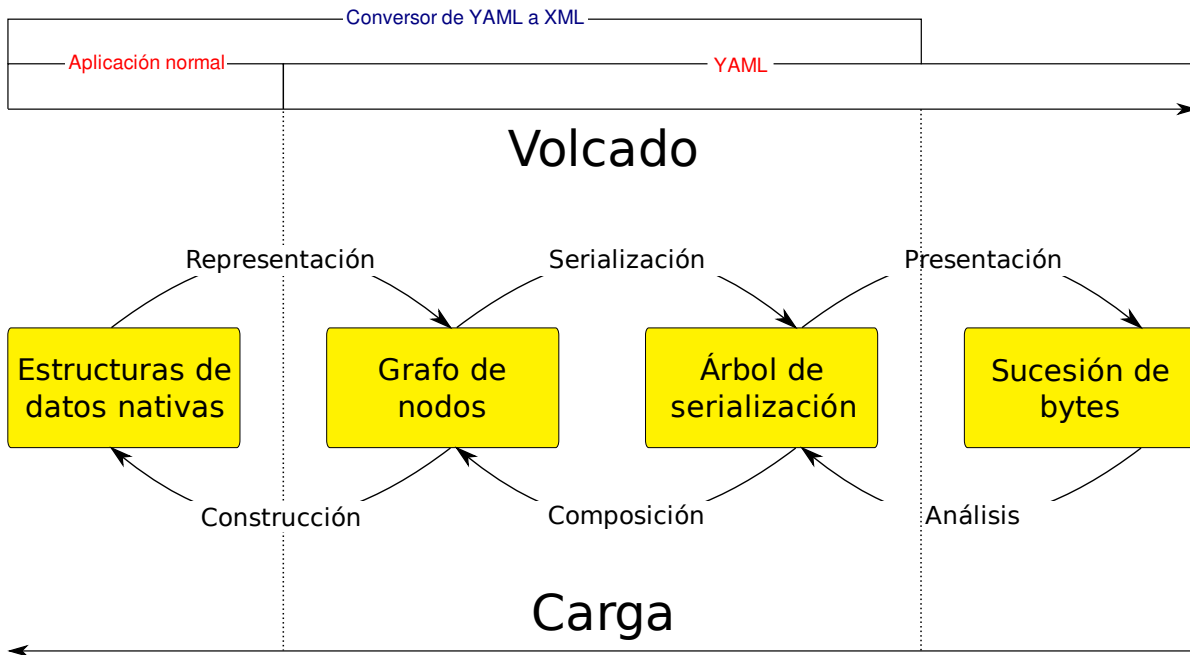 Conversor de YAML a XML
Aplicación normal
YAML
Volcado
Representación
Serialización
Presentación
Estructuras de
datos nativas
Grafo de
nodos
Árbol de
serialización
Sucesión de
bytes
Construcción
Composición
Análisis
Carga